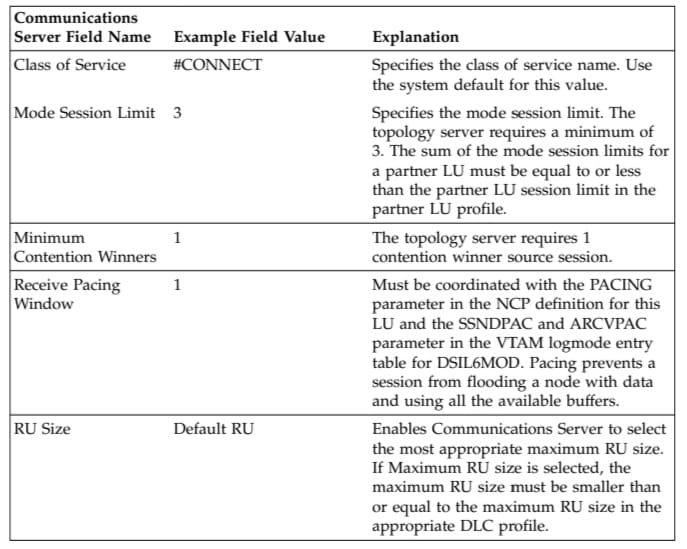 Communications
Server Field Name Example Field Value Explanation
Class of Service #CONNECT Specifies the class of service name. Use
the system default for this value.
Mode Session Limit 3 Specifies the mode session limit. The
topology server requires a minimum of
3. The sum of the mode session limits for
a partner LU must be equal to or less
than the partner LU session limit in the
partner LU profile.
Minimum 1 The topology server requires 1
Contention Winners contention winner source session.
Receive Pacing 1 Must be coordinated with the PACING
Window parameter in the NCP definition for this
LU and the SSNDPAC and ARCVPAC
parameter in the VTAM logmode entry
table for DSIL6MOD. Pacing prevents a
session from flooding a node with data
and using all the available buffers.
RU Size Default RU Enables Communications Server to select
the most appropriate maximum RU size.
If Maximum RU size is selected, the
maximum RU size must be smaller than
or equal to the maximum RU size in the
appropriate DLC profile.